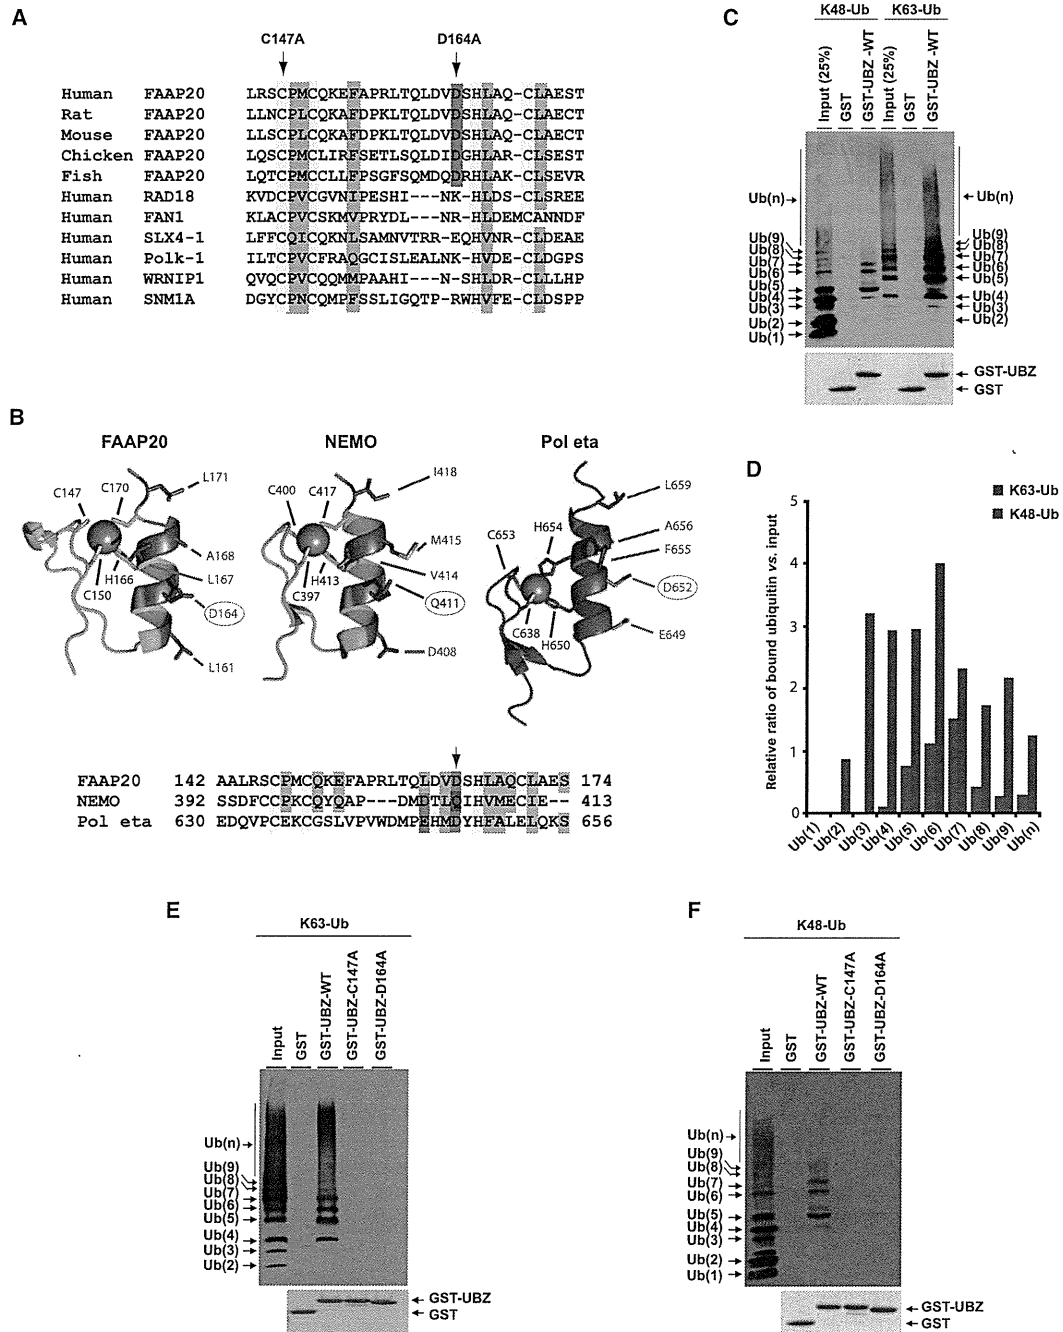 A
C147A D164A
Human FAAP20 LRSCPMCQKEFAPRLTQLDVDSHLAQ-CLAEST
Rat FAAP20 LLNCPLCQKAFDPKLTQLDVDSHLAQ-CLAECT
Mouse FAAP20 LLSCPLCQKAFDPKLTQLDVDSHLAQ-CLAECT
Chicken FAAP20 LQSCPMCLIRFSETLSQLDIDGHLAR-CLSEST
Fish FAAP20 LQTCPMCCLLFPSGFSQMDQDRHLAK-CLSEVR
Human RAD18 KVDCPVCGVNIPESHI---NK-HLDS-CLSREE
Human FAN1 KLACPVCSKMVPRYDL---NR-HLDEMCANNDF
Human SLX4-1 LFFCQICQKNLSAMNVTRR-EQHVNR-CLDEAE
Human Polk-1 ILTCPVCFRAQGCISLEALNK-HVDE-CLDGPS
Human WRNIP1 QVQCPVCQQMMPAAHI---N-SHLDR-CLLLHP
Human SNM1A DGYCPNCQMPFSSLIGQTP-RWHVFE-CLDSPP
B
FAAP20
C147
C170
L171
A168
L167
H166
C150
D164
L161
NEMO
C400
C417
I418
M415
V414
H413
C397
Q411
D408
Pol eta
L659
A656
F655
H654
C653
D652
C638
H650
E649
FAAP20 142 AALRSCPMCQKEFAPRLTQLDVDSHLAQCLAES 174
NEMO 392 SSDFCCPKCQYQAP---DMDTLQIHVMECIE-- 413
Pol eta 630 EDQVPCEKCGSLVPVWDMPEHMDYHFALELQKS 656
C
K48-Ub K63-Ub
Input (25%)
GST
GST-UBZ -WT
Input (25%)
GST
GST-UBZ-WT
Ub(n)
Ub(9)
Ub(8)
Ub(7)
Ub(6)
Ub(5)
Ub(4)
Ub(3)
Ub(2)
Ub(1)
Ub(n)
Ub(9)
Ub(8)
Ub(7)
Ub(6)
Ub(5)
Ub(4)
Ub(3)
Ub(2)
GST-UBZ
GST
D
K63-Ub
K48-Ub
Relative ratio of bound ubiquitin vs. input
5
4
3
2
1
0
Ub(1) Ub(2) Ub(3) Ub(4) Ub(5) Ub(6) Ub(7) Ub(8) Ub(9) Ub(n)
E
K63-Ub
Input
GST
GST-UBZ-WT
GST-UBZ-C147A
GST-UBZ-D164A
Ub(n)
Ub(9)
Ub(8)
Ub(7)
Ub(6)
Ub(5)
Ub(4)
Ub(3)
Ub(2)
GST-UBZ
GST
F
K48-Ub
Input
GST
GST-UBZ-WT
GST-UBZ-C147A
GST-UBZ-D164A
Ub(n)
Ub(9)
Ub(8)
Ub(7)
Ub(6)
Ub(5)
Ub(4)
Ub(3)
Ub(2)
Ub(1)
GST-UBZ
GST